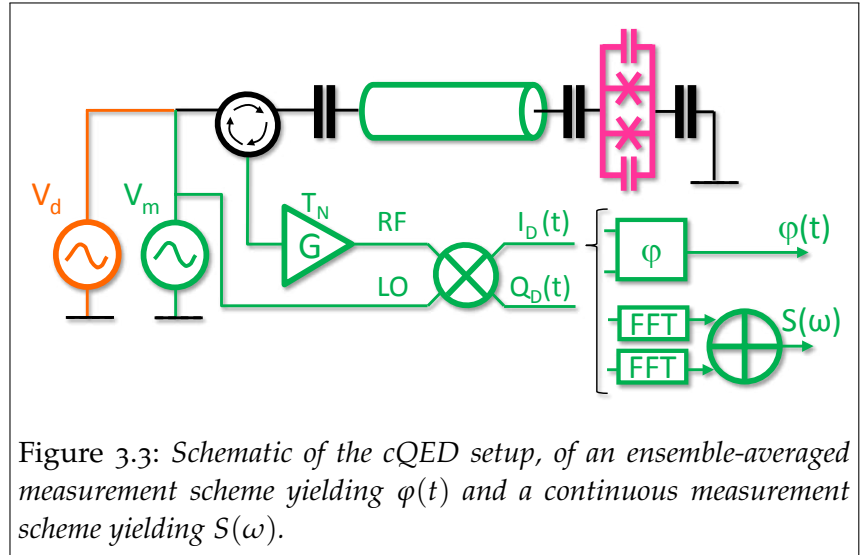 V_d
V_m
T_N
G
RF
LO
I_D(t)
Q_D(t)
φ
φ(t)
FFT
FFT
S(ω)
Figure 3.3: Schematic of the cQED setup, of an ensemble-averaged
measurement scheme yielding φ(t) and a continuous measurement
scheme yielding S(ω).